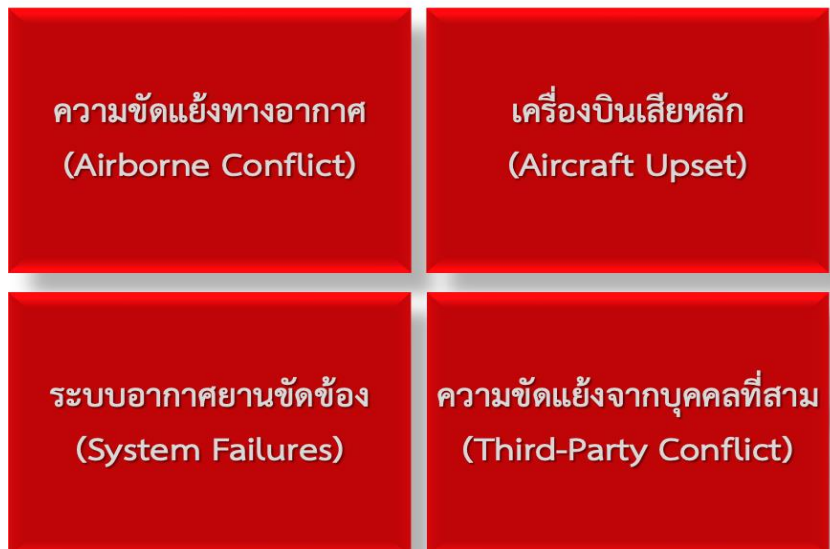 ความขัดแย้งทางอากาศ
(Airborne Conflict)
เครื่องบินเสียหลัก
(Aircraft Upset)
ระบบอากาศยานขัดข้อง
(System Failures)
ความขัดแย้งจากบุคคลที่สาม
(Third-Party Conflict)